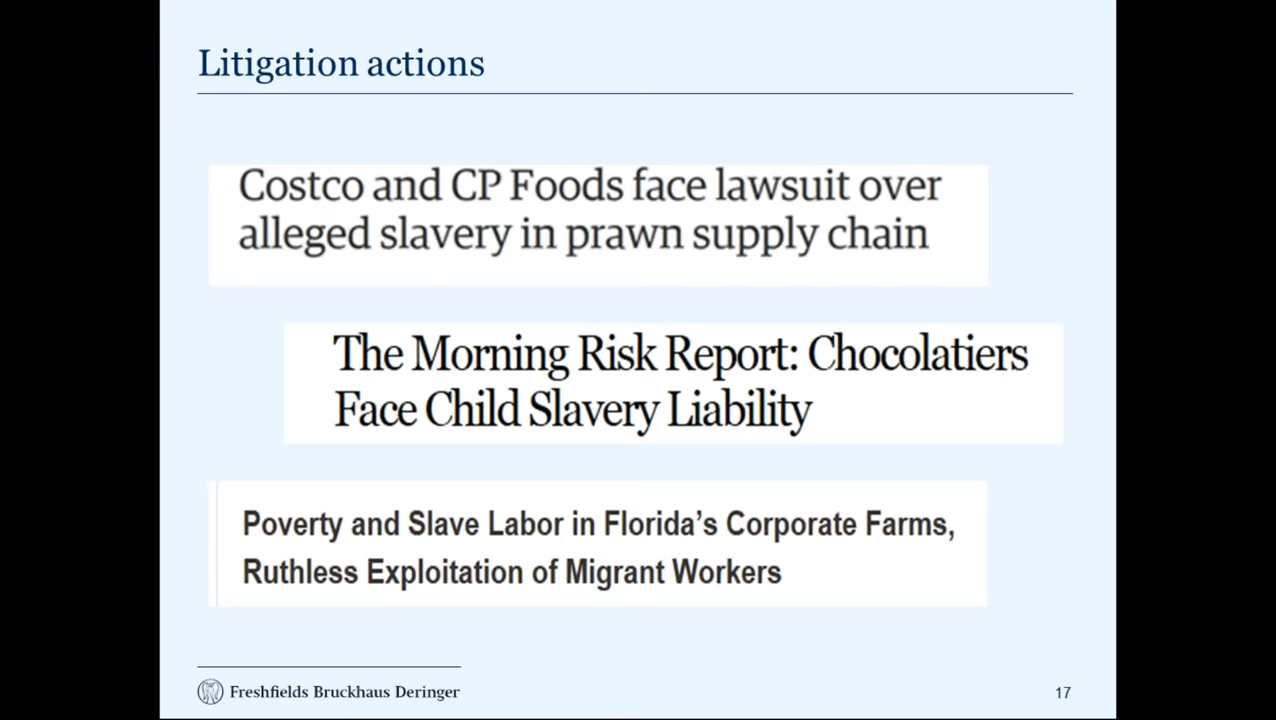 Litigation actions
Costco and CP Foods face lawsuit over
alleged slavery in prawn supply chain
The Morning Risk Report: Chocolatiers
Face Child Slavery Liability
Poverty and Slave Labor in Florida’s Corporate Farms,
Ruthless Exploitation of Migrant Workers
Freshfields Bruckhaus Deringer
17